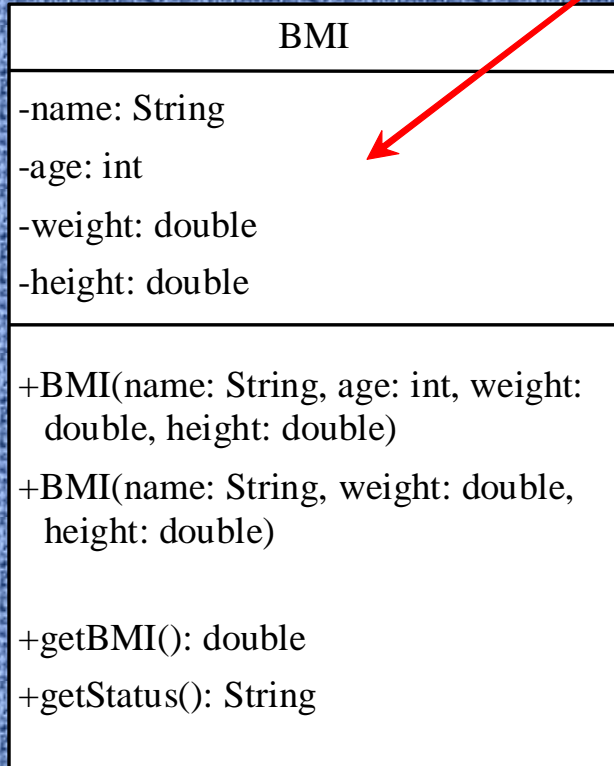 BMI
-name: String
-age: int
-weight: double
-height: double
+BMI(name: String, age: int, weight:
double, height: double)
+BMI(name: String, weight: double,
height: double)
+getBMI(): double
+getStatus(): String